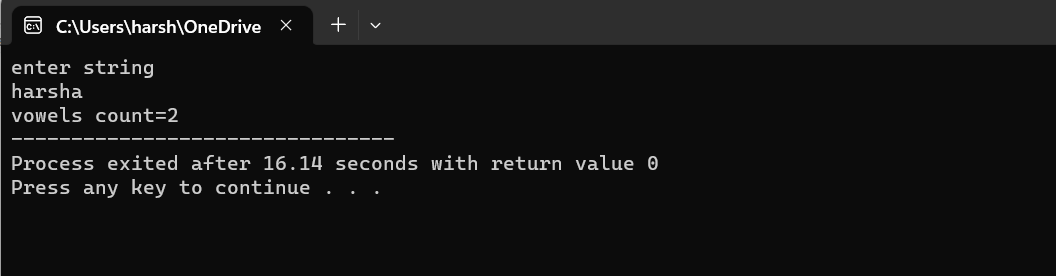 C:\Users\harsh\OneDrive
enter string
harsha
vowels count=2
--------------------------------
Process exited after 16.14 seconds with return value 0
Press any key to continue . . .